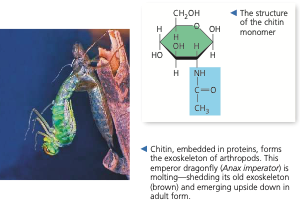 CH₂OH
◀ The structure
of the chitin
monomer
H
O
OH
H
OH
H
HO
H
H
NH
C=O
CH₃
◀ Chitin, embedded in proteins, forms
the exoskeleton of arthropods. This
emperor dragonfly (Anax imperator) is
molting—shedding its old exoskeleton
(brown) and emerging upside down in
adult form.